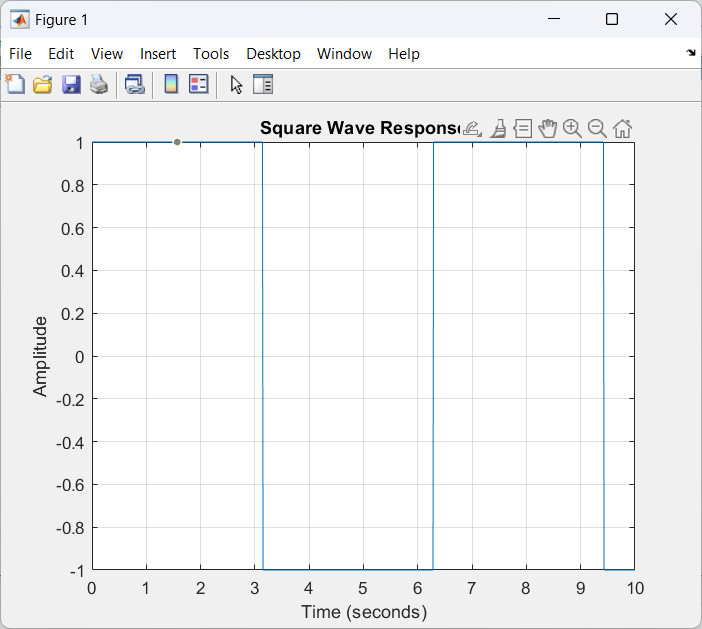 Figure 1
File Edit View Insert Tools Desktop Window Help
Square Wave Respons
1
0.8
0.6
0.4
0.2
0
-0.2
-0.4
-0.6
-0.8
-1
Amplitude
0 1 2 3 4 5 6 7 8 9 10
Time (seconds)